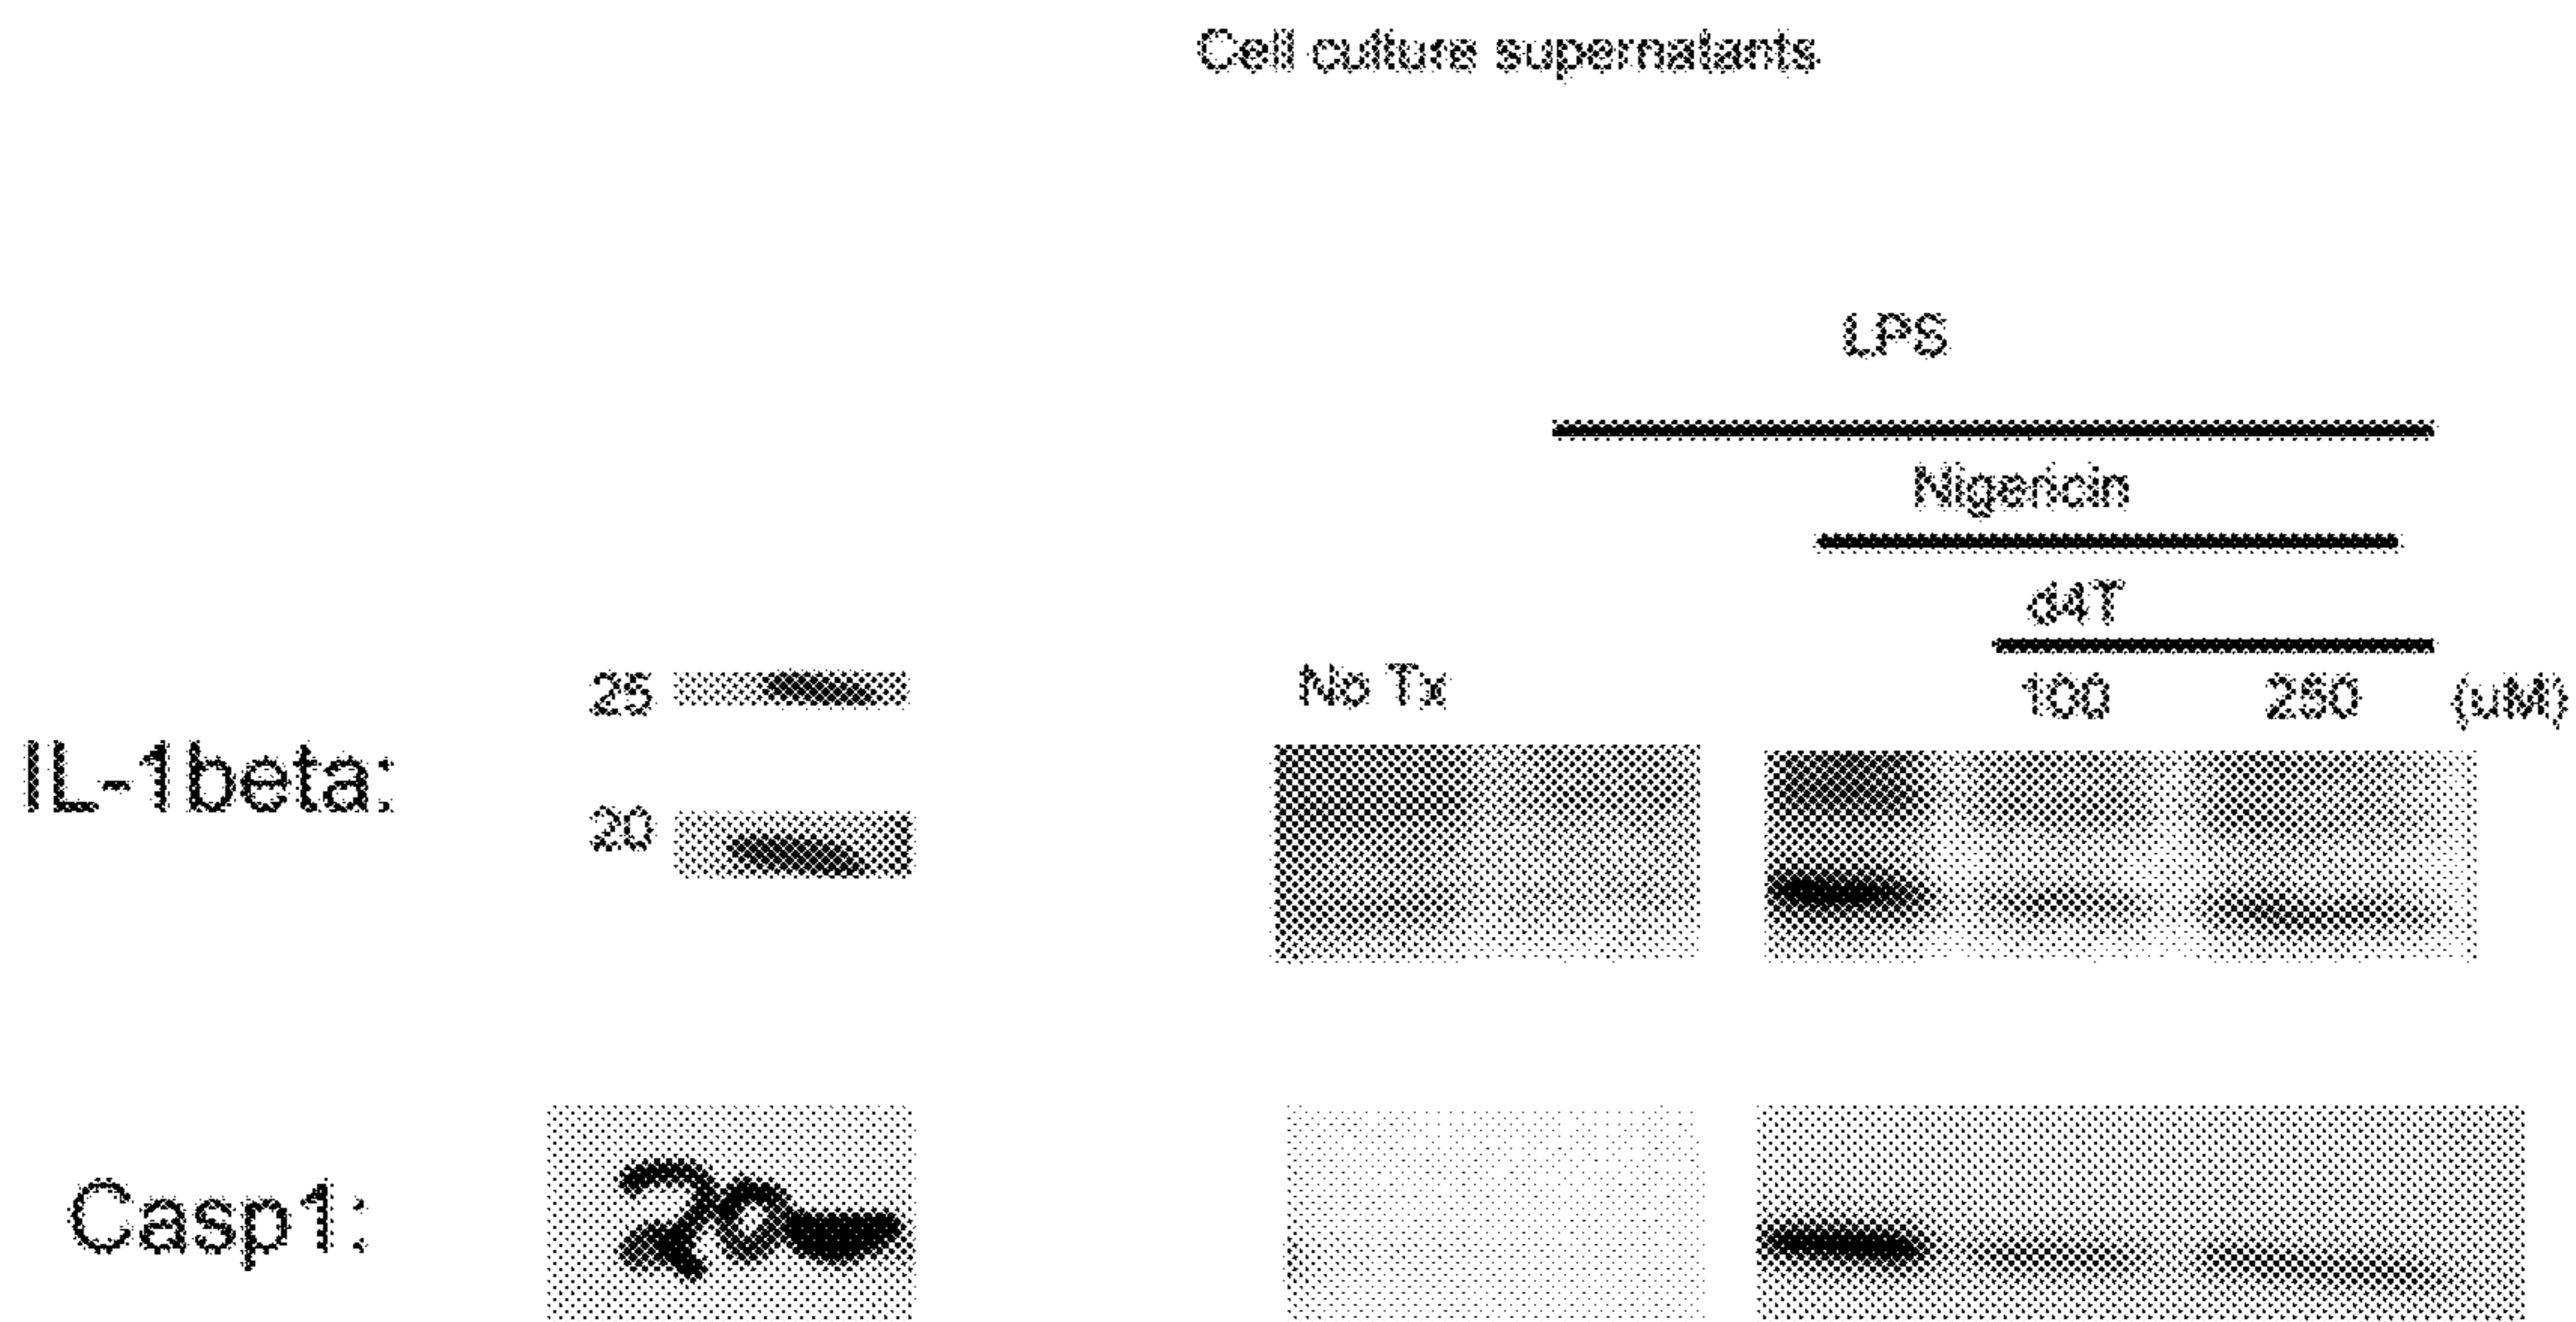 Cell culture supernatants
LPS
Nigericin
d4T
No Tx 100 250 (uM)
25
IL-1beta:
20
Casp1: 20